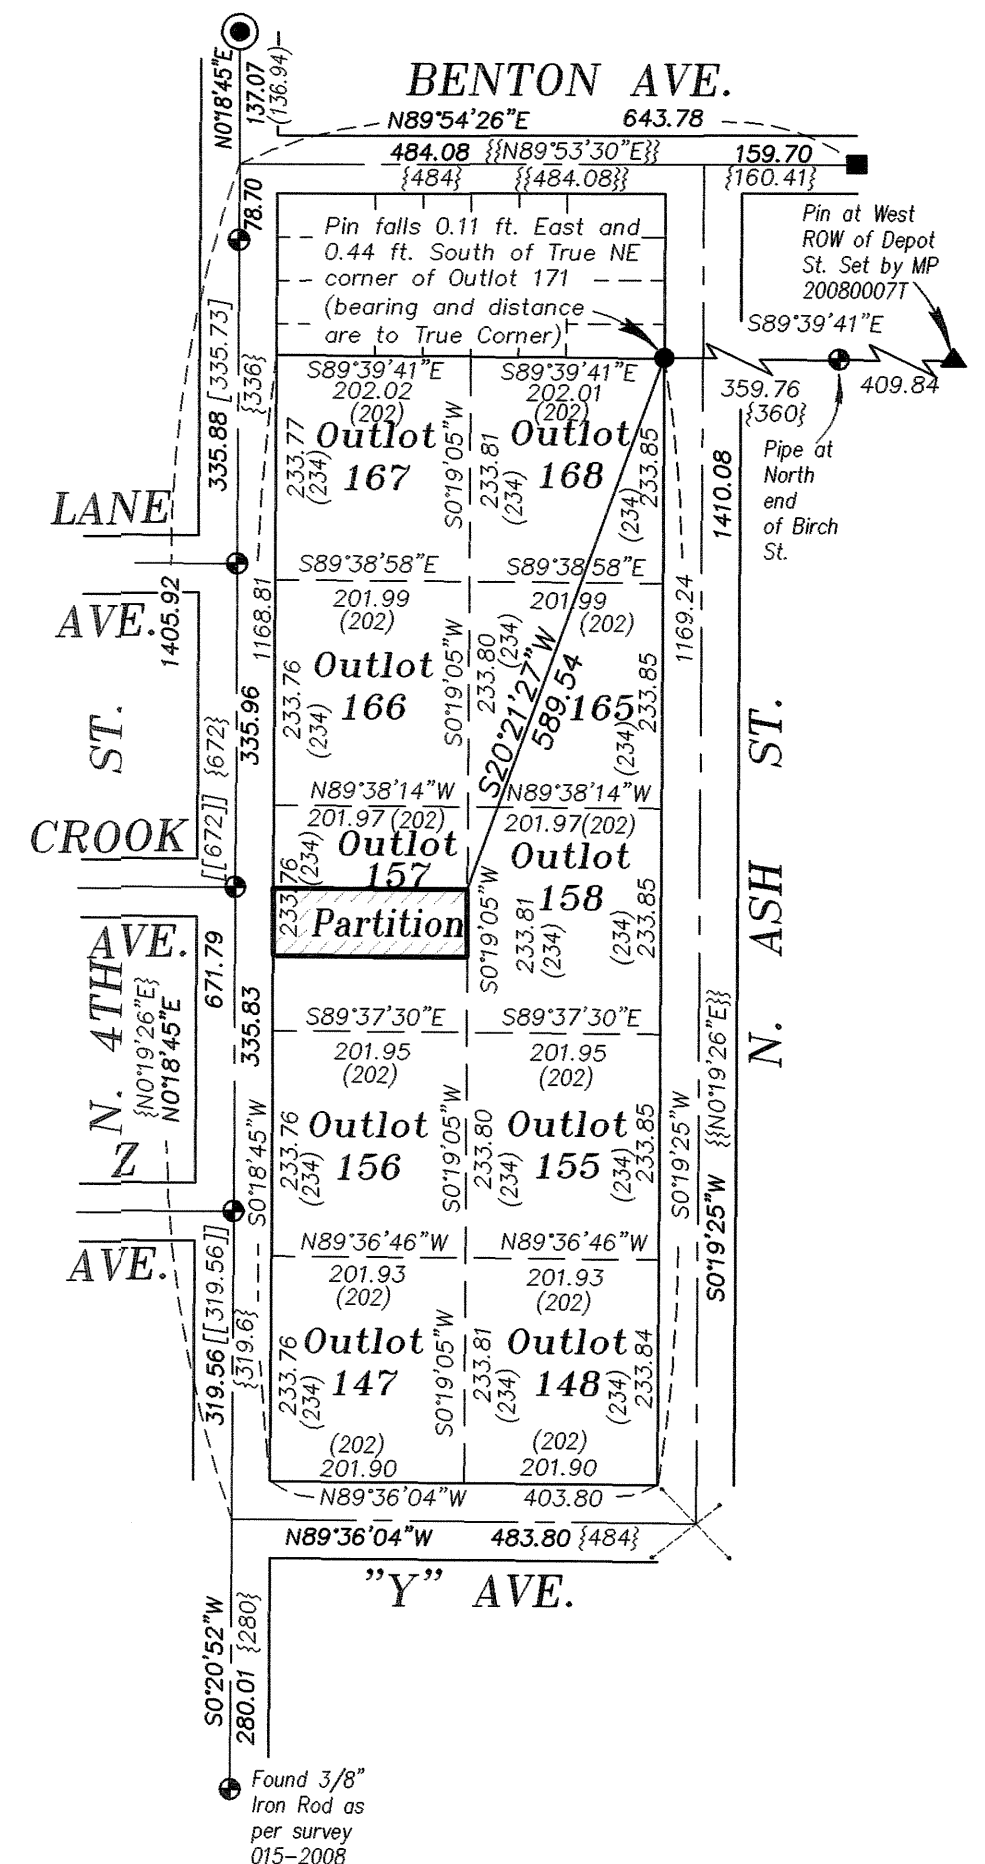 N0°18'45"E
137.07
(136.94)
BENTON AVE.
N89°54'26"E 643.78
484.08 {{N89°53'30"E}} 159.70
{484} {{484.08}} {160.41}
78.70
Pin falls 0.11 ft. East and
0.44 ft. South of True NE
corner of Outlot 171
(bearing and distance
are to True Corner)
Pin at West
ROW of Depot
St. Set by MP
20080007T
S89°39'41"E
359.76
{360}
409.84
Pipe at
North
end
of Birch
St.
335.88 [335.73]
{336}
S89°39'41"E
202.02
(202)
S89°39'41"E
202.01
(202)
233.77
(234)
Outlot
167
S0°19'05"W
233.81
(234)
Outlot
168
(234)
233.85
1410.08
LANE
AVE.
1405.92
1168.81
S89°38'58"E
201.99
(202)
S89°38'58"E
201.99
(202)
1169.24
233.76
(234)
Outlot
166
S0°19'05"W
233.80
(234)
S20°21'27"W
589.54
165
(234)
233.85
ST.
[[672]] {672}
335.96
N89°38'14"W
201.97 (202)
N89°38'14"W
201.97(202)
CROOK
AVE.
233.76
(234)
Outlot
157
Partition
S0°19'05"W
Outlot
158
233.81
(234)
(234)
233.85
ST.
N. ASH
671.79
335.83
N. 4TH
{N0°19'26"E}
N0°18'45"E
S89°37'30"E
201.95
(202)
S89°37'30"E
201.95
(202)
233.76
(234)
Outlot
156
S0°19'05"W
233.80
(234)
Outlot
155
(234)
233.85
S0°18'45"W
S0°19'25"W
S0°19'25"W {{N0°19'26"E}}
Z
AVE.
N89°36'46"W
201.93
(202)
N89°36'46"W
201.93
(202)
319.56 [[319.56]]
{319.6}
233.76
(234)
Outlot
147
S0°19'05"W
233.81
(234)
Outlot
148
(234)
233.84
(202)
201.90
(202)
201.90
N89°36'04"W 403.80
N89°36'04"W 483.80 {484}
"Y" AVE.
S0°20'52"W
280.01 {280}
Found 3/8"
Iron Rod as
per survey
015-2008